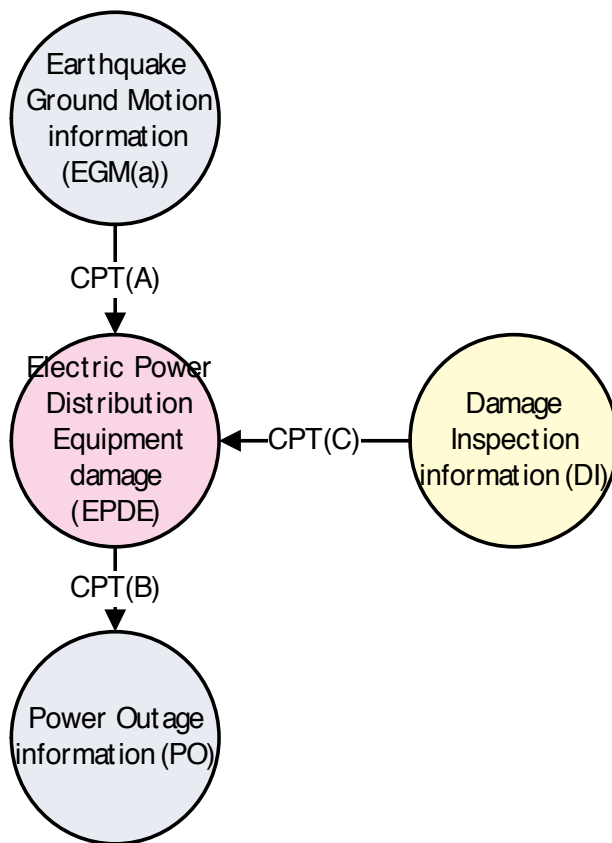 Earthquake
Ground Motion
information
(EGM(a))
CPT(A)
Electric Power
Distribution
Equipment
damage
(EPDE)
CPT(C)
Damage
Inspection
information (DI)
CPT(B)
Power Outage
information (PO)